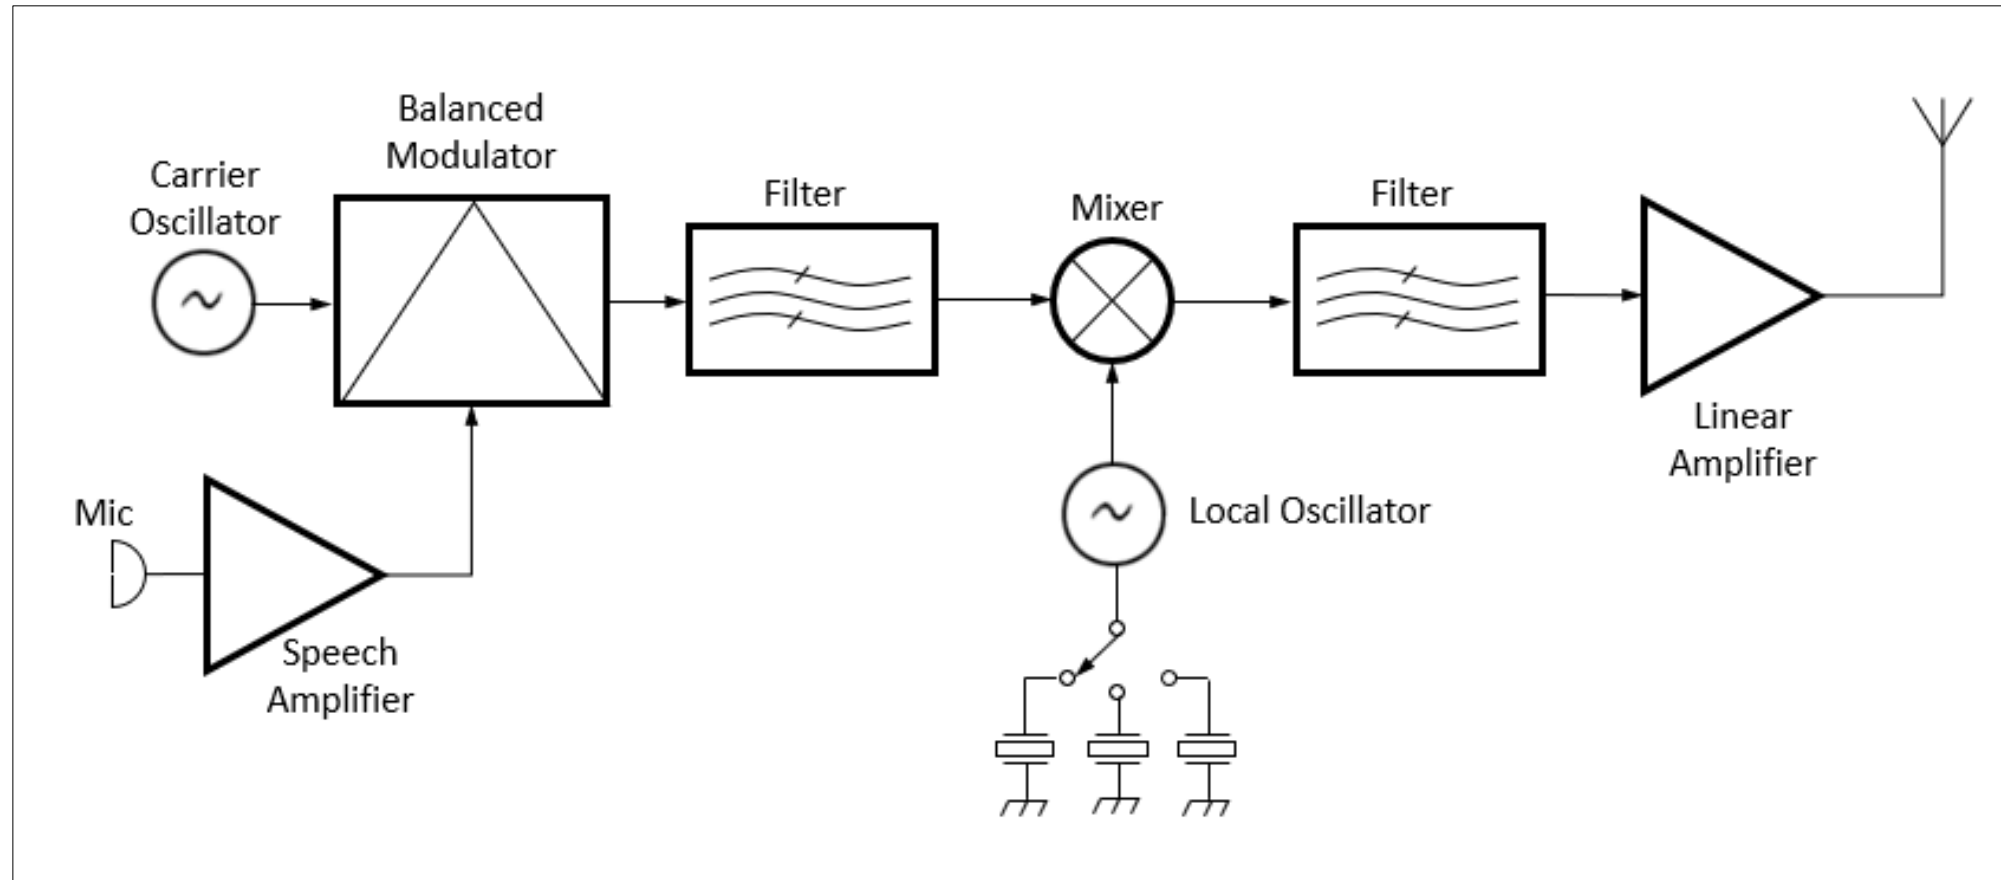 Balanced
Modulator
Carrier
Oscillator
Filter
Mixer
Filter
Linear
Amplifier
Mic
Local Oscillator
Speech
Amplifier